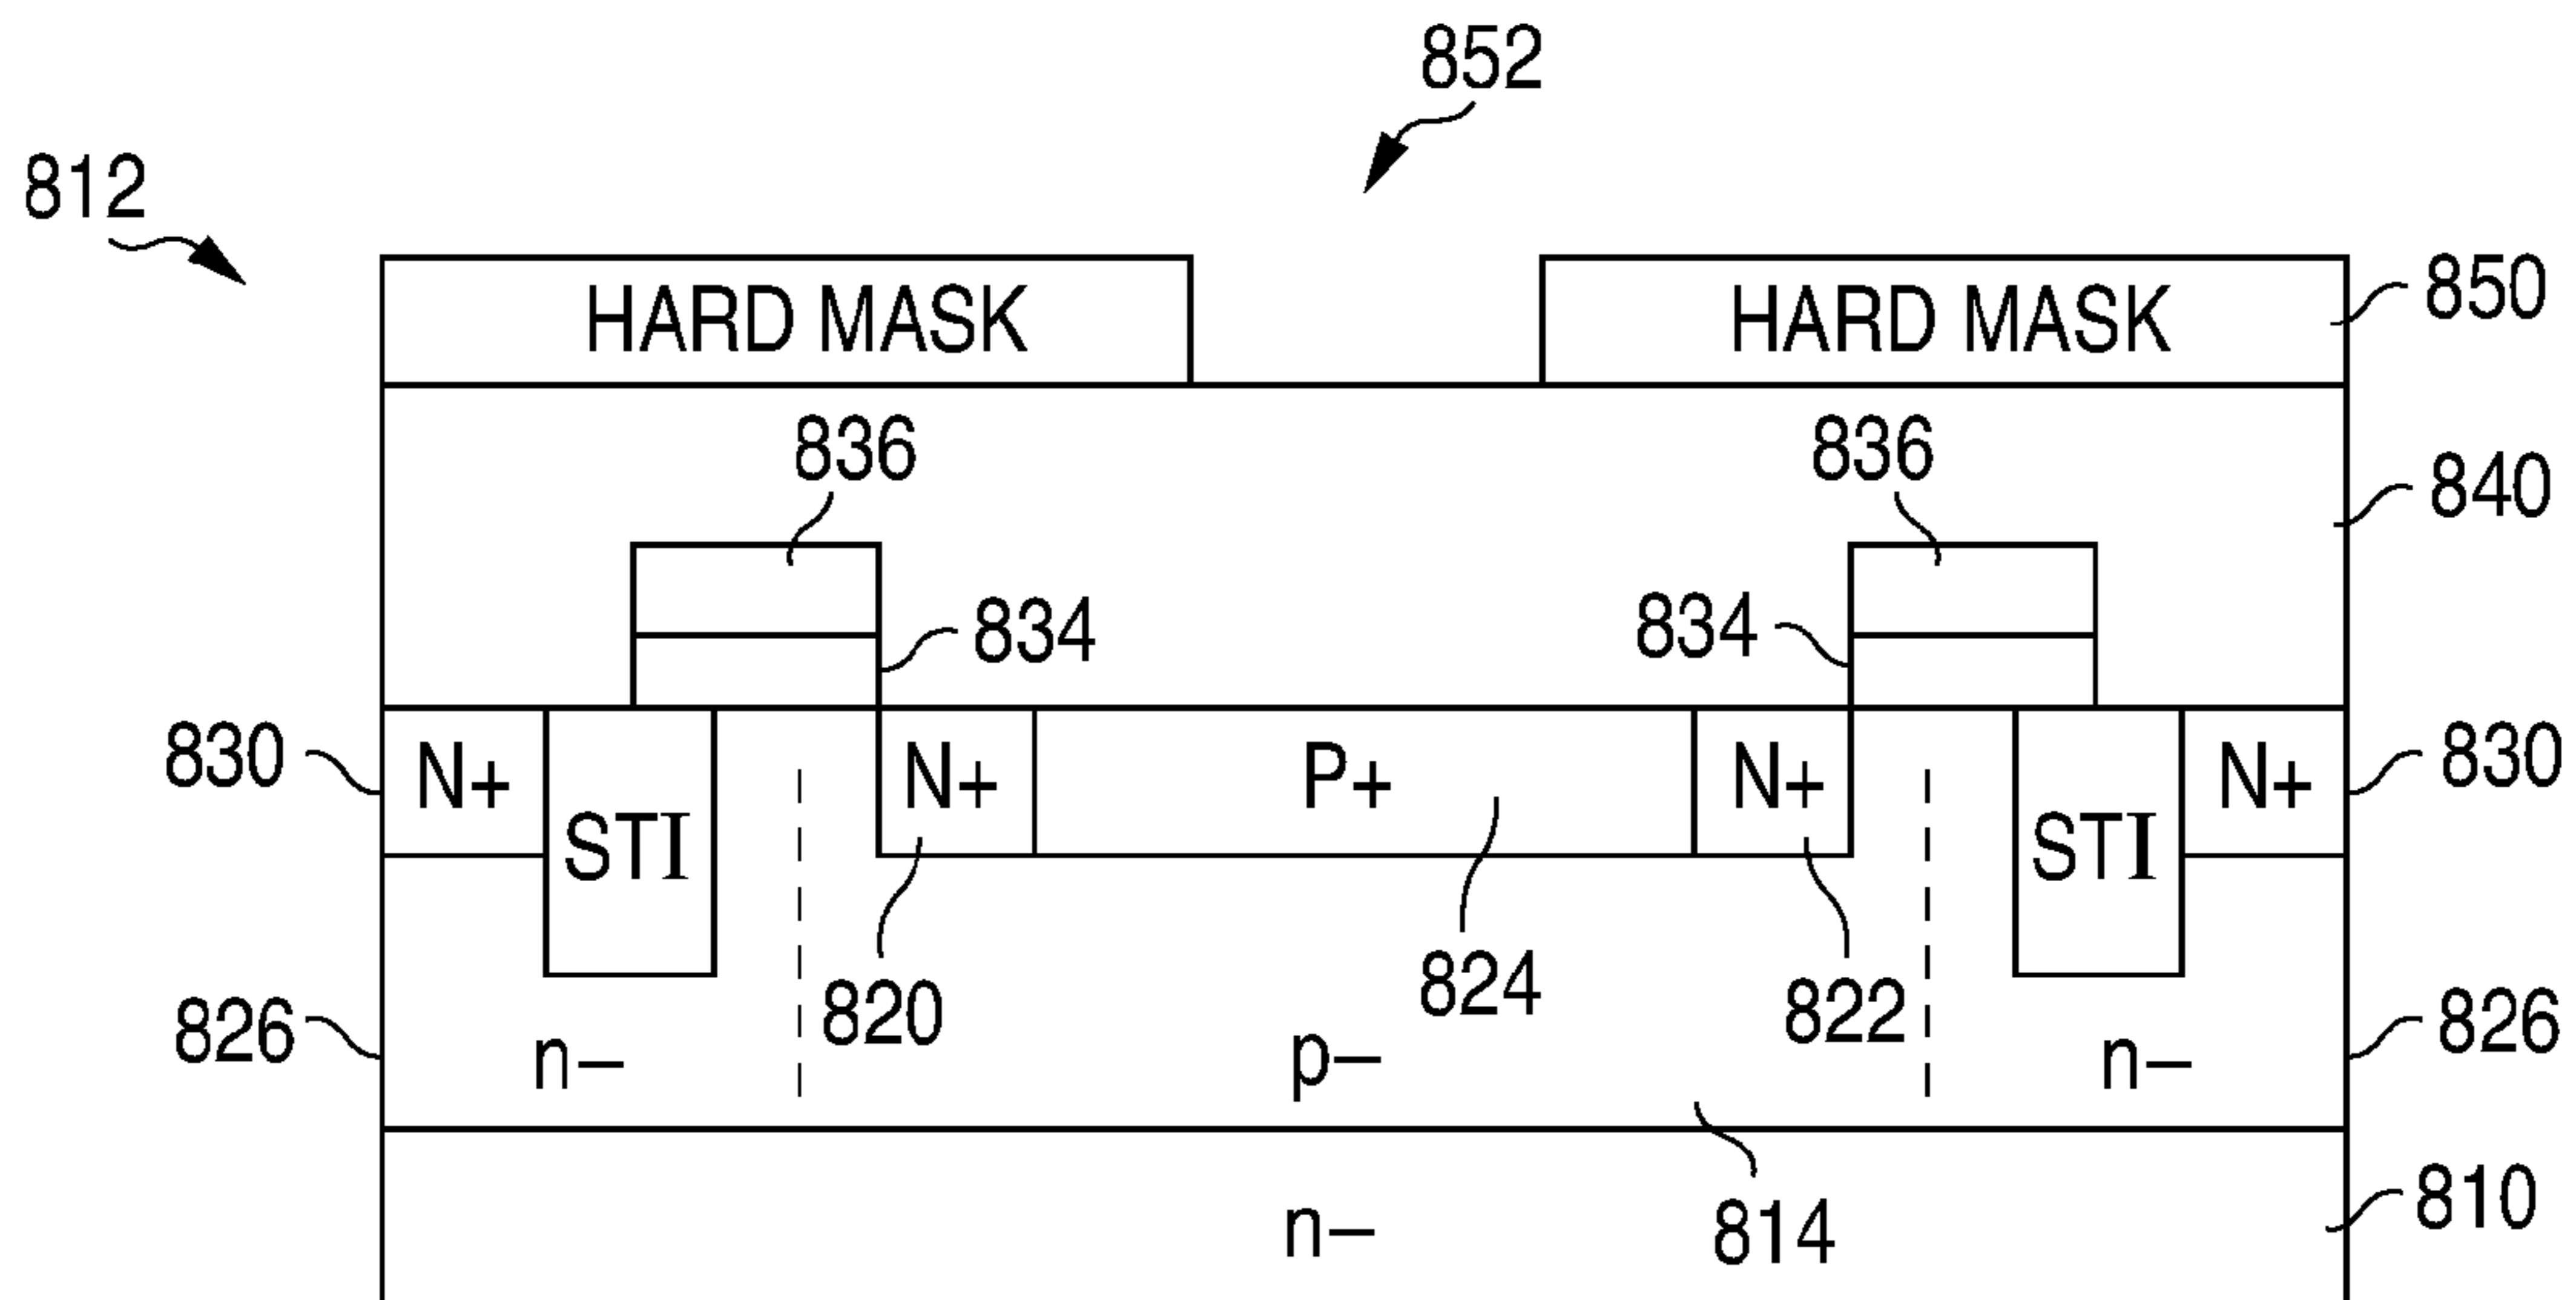 852
812
HARD MASK
HARD MASK
850
836
836
840
834
834
830
N+
N+
P+
N+
N+
830
STI
STI
826
820
824
822
826
n–
p–
n–
810
n–
814